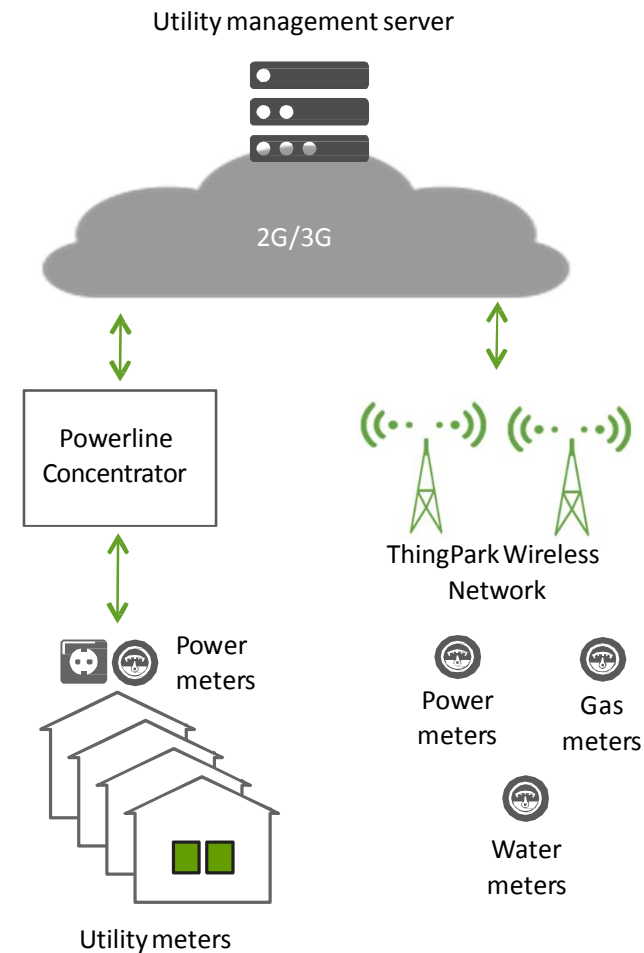 Utility management server
2G/3G
Powerline
Concentrator
ThingPark Wireless
Network
Power
meters
Power
meters
Gas
meters
Water
meters
Utility meters